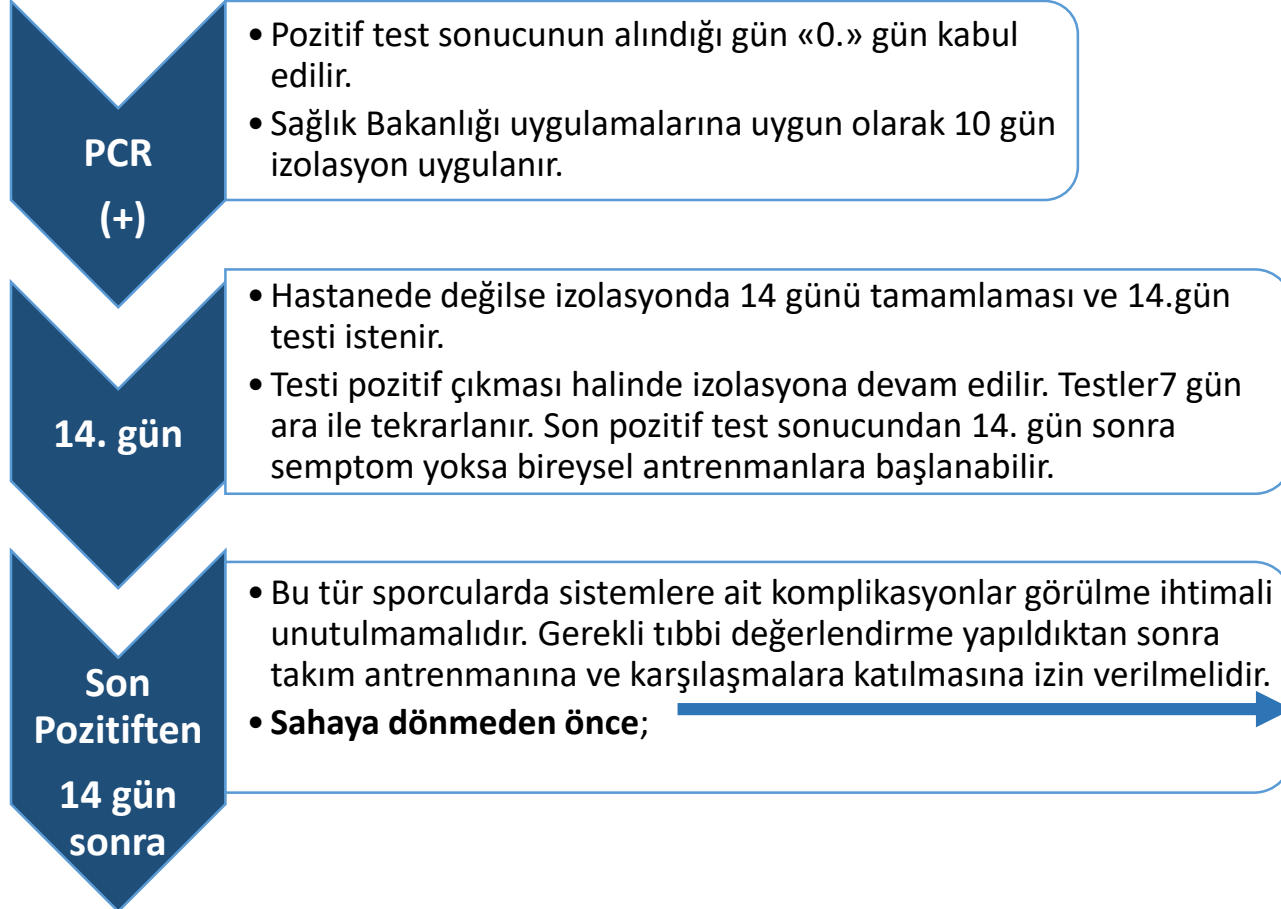 PCR
(+)
• Pozitif test sonucunun alındığı gün «0.» gün kabul
edilir.
• Sağlık Bakanlığı uygulamalarına uygun olarak 10 gün
izolasyon uygulanır.
14. gün
• Hastanede değilse izolasyonda 14 günü tamamlaması ve 14.gün
testi istenir.
• Testi pozitif çıkması halinde izolasyona devam edilir. Testler7 gün
ara ile tekrarlanır. Son pozitif test sonucundan 14. gün sonra
semptom yoksa bireysel antrenmanlara başlanabilir.
Son
Pozitiften
14 gün
sonra
• Bu tür sporcularda sistemlere ait komplikasyonlar görülme ihtimali
unutulmamalıdır. Gerekli tıbbi değerlendirme yapıldıktan sonra
takım antrenmanına ve karşılaşmalara katılmasına izin verilmelidir.
• Sahaya dönmeden önce;